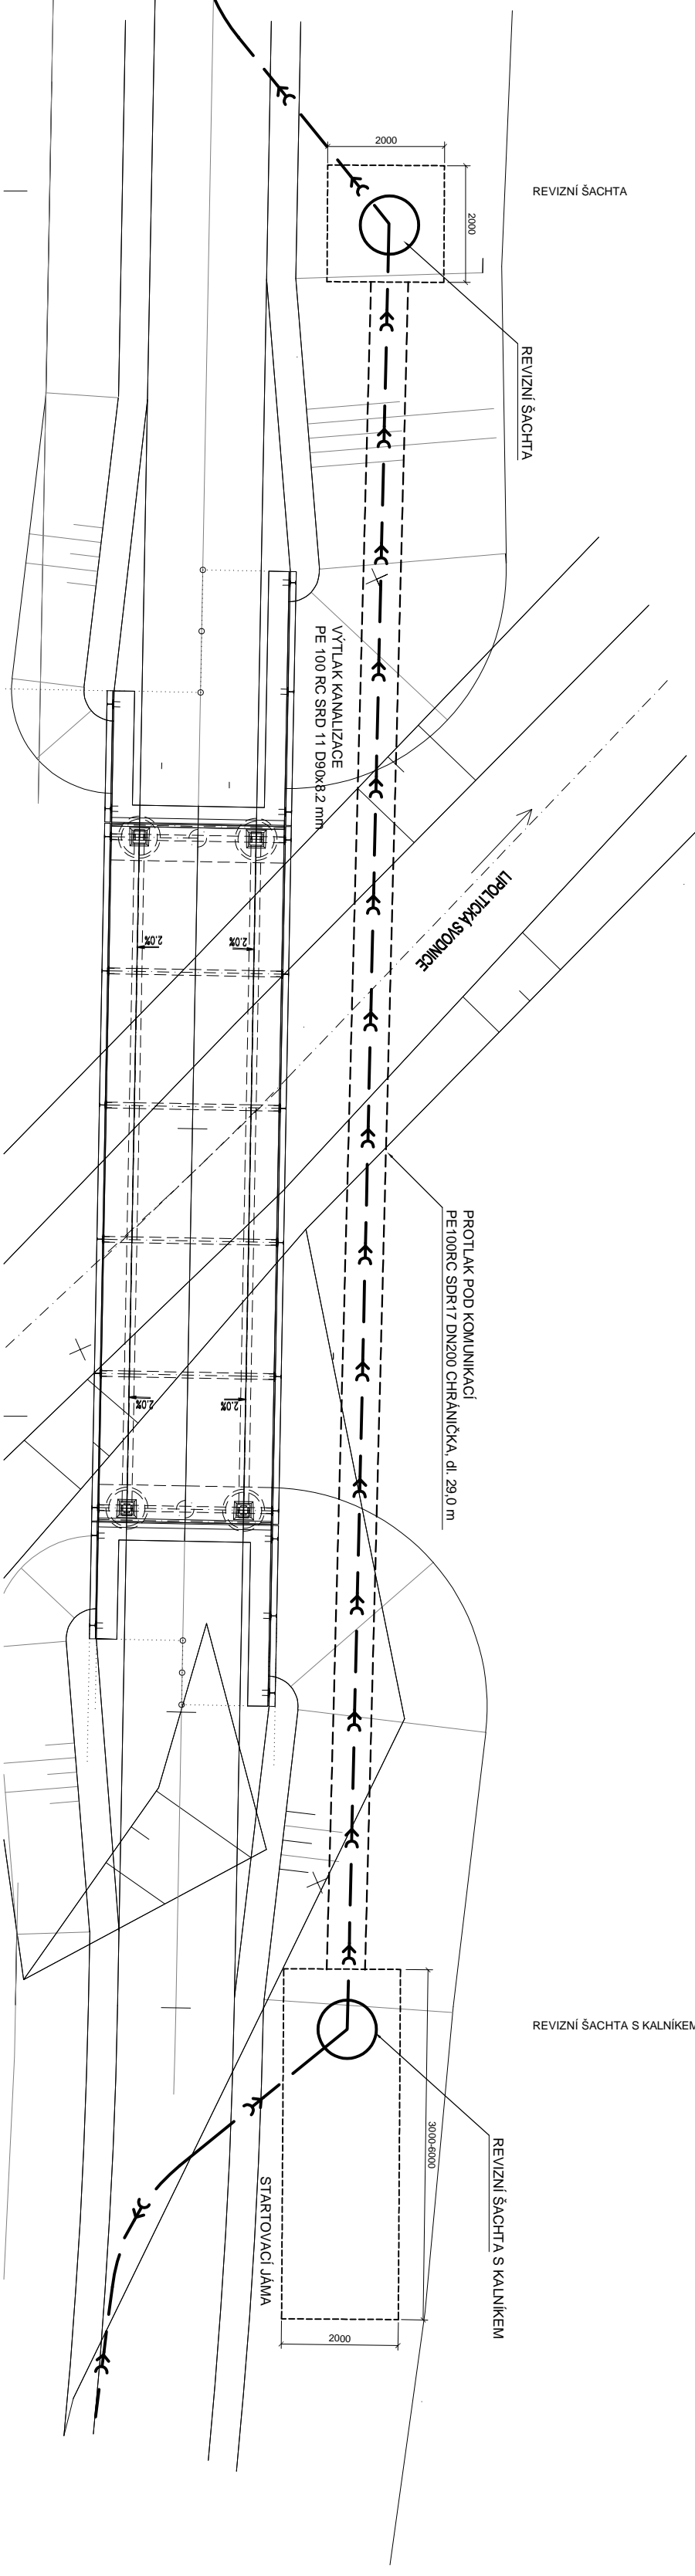 2000
2000
REVIZNÍ ŠACHTA
REVIZNÍ ŠACHTA
VÝTLAK KANALIZACE
PE 100 RC SRD 11 D90x8.2 mm
LIPOLTICKÁ SVODNICE
2.0%
2.0%
PROTLAK POD KOMUNIKACÍ
PE100RC SDR17 DN200 CHRÁNIČKA, dl. 29,0 m
2.0%
2.0%
REVIZNÍ ŠACHTA S KALNÍKEM
3000-6000
REVIZNÍ ŠACHTA S KALNÍKEM
STARTOVACÍ JÁMA
2000